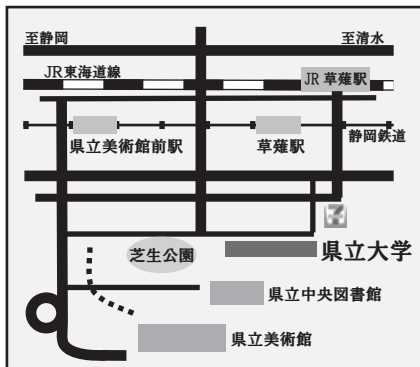 至静岡 至清水
JR東海道線 JR草薙駅
県立美術館前駅 草薙駅 静岡鉄道
芝生公園 県立大学
県立中央図書館
県立美術館